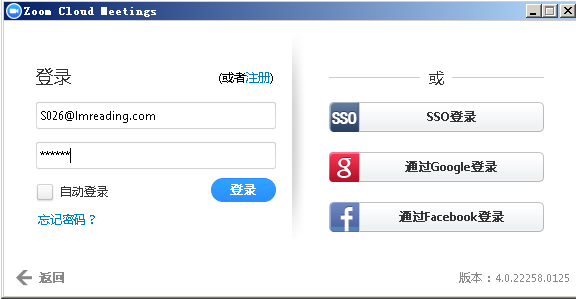 Zoom Cloud Meetings
登录
(或者注册)
S026@lmreading.com
******
自动登录
登录
忘记密码？
或
SSO
SSO登录
g
通过Google登录
f
通过Facebook登录
返回
版本：4.0.22258.0125